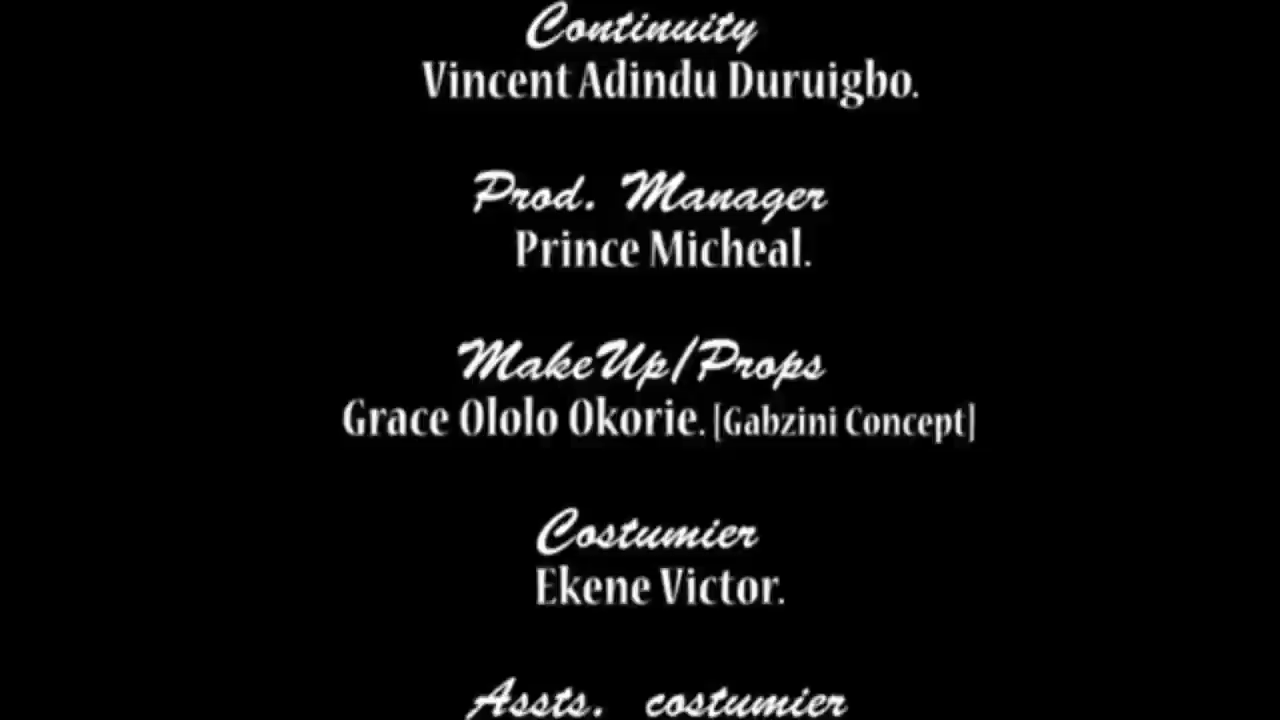 Continuity
Vincent Adindu Duruigbo.
Prod. Manager
Prince Micheal.
MakeUp/Props
Grace Ololo Okorie. [Gabzini Concept]
Costumier
Ekene Victor.
Assts. costumier